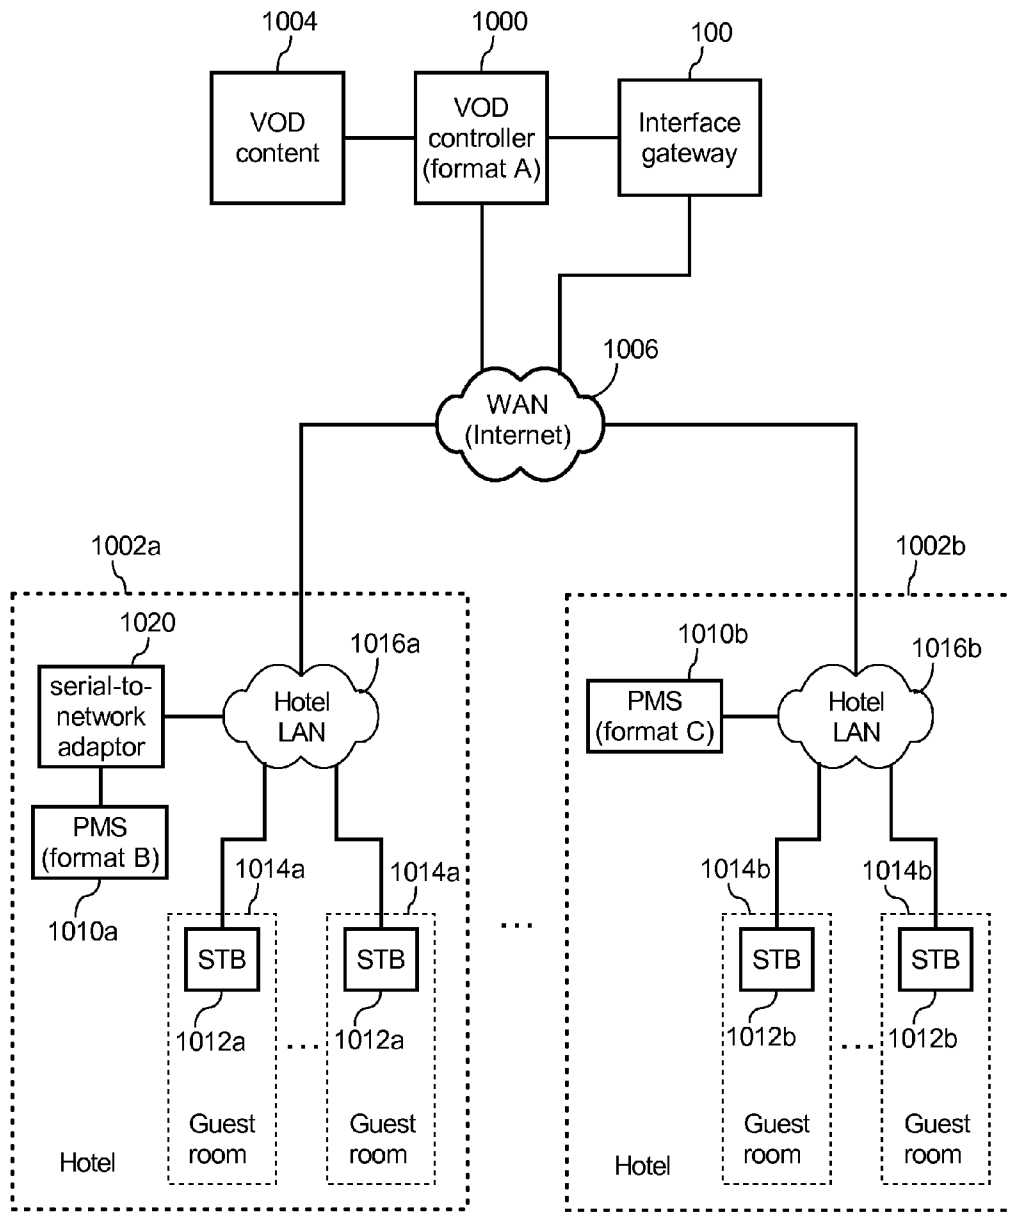 1004
1000
100
VOD
content
VOD
controller
(format A)
Interface
gateway
1006
WAN
(Internet)
1002a
1002b
1020
1016a
1010b
1016b
serial-to-
network
adaptor
Hotel
LAN
PMS
(format C)
Hotel
LAN
PMS
(format B)
1010a
1014a
1014a
1014b
1014b
...
STB
STB
STB
STB
1012a
...
1012a
1012b
...
1012b
Guest
room
Guest
room
Guest
room
Guest
room
Hotel
Hotel